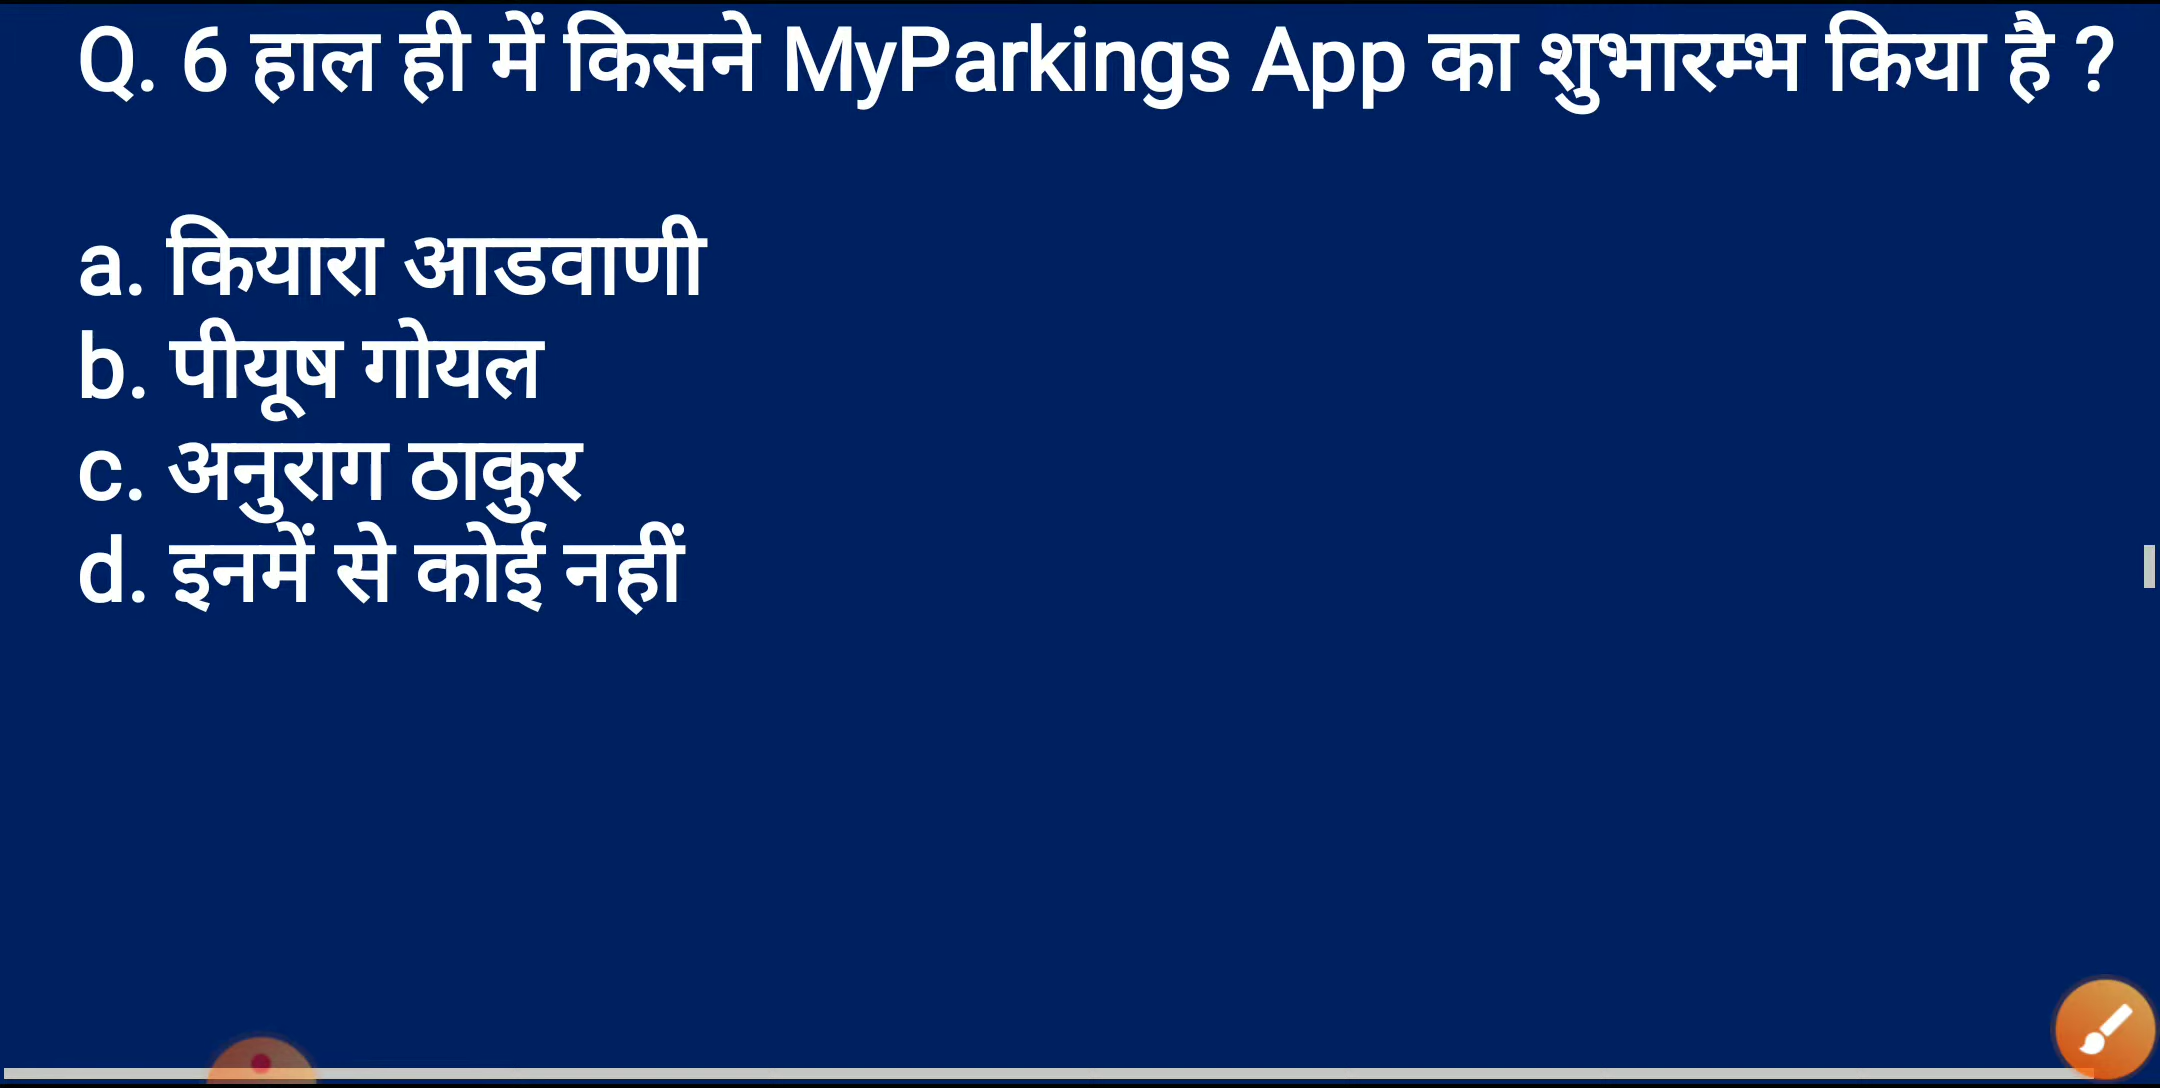 Q. 6 हाल ही में किसने MyParkings App का शुभारम्भ किया है ?
a. कियारा आडवाणी
b. पीयूष गोयल
c. अनुराग ठाकुर
d. इनमें से कोई नहीं